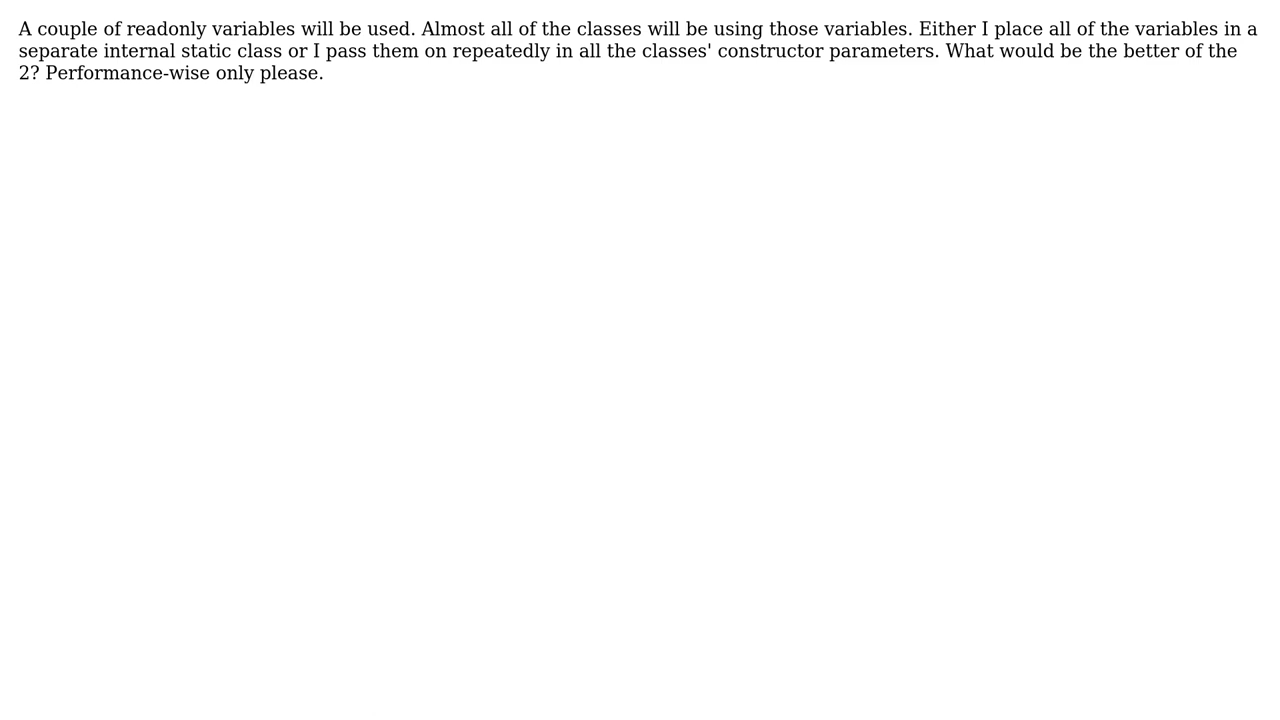 A couple of readonly variables will be used. Almost all of the classes will be using those variables. Either I place all of the variables in a
separate internal static class or I pass them on repeatedly in all the classes' constructor parameters. What would be the better of the
2? Performance-wise only please.